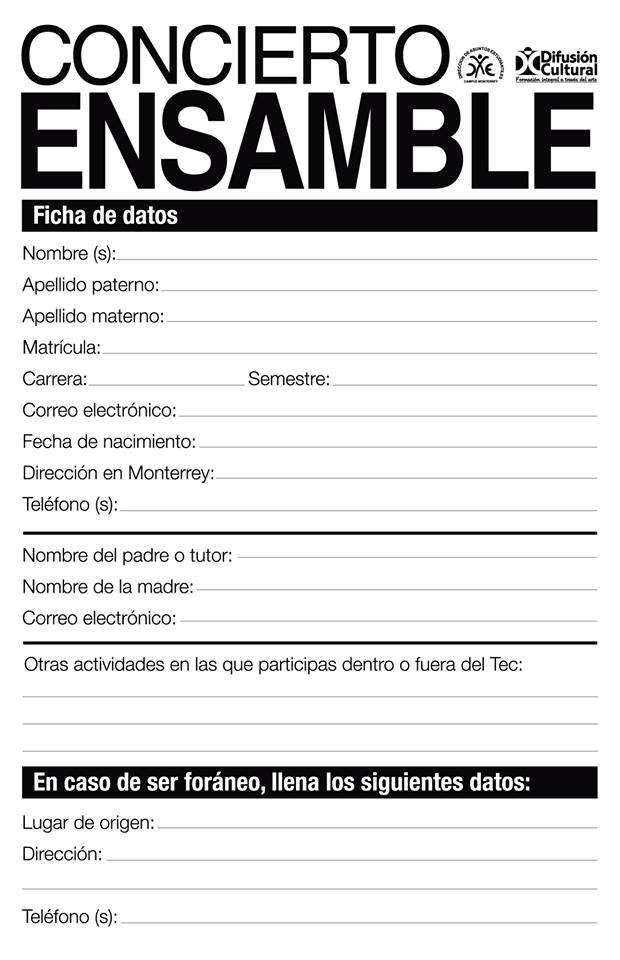 CONCIERTO
DIRECCIÓN DE ASUNTOS ESTUDIANTILES
DAE
CAMPUS MONTERREY
Difusión
Cultural
Formación integral a través del arte
ENSAMBLE
Ficha de datos
Nombre (s):
Apellido paterno:
Apellido materno:
Matrícula:
Carrera: Semestre:
Correo electrónico:
Fecha de nacimiento:
Dirección en Monterrey:
Teléfono (s):
Nombre del padre o tutor:
Nombre de la madre:
Correo electrónico:
Otras actividades en las que participas dentro o fuera del Tec:
En caso de ser foráneo, llena los siguientes datos:
Lugar de origen:
Dirección:
Teléfono (s):